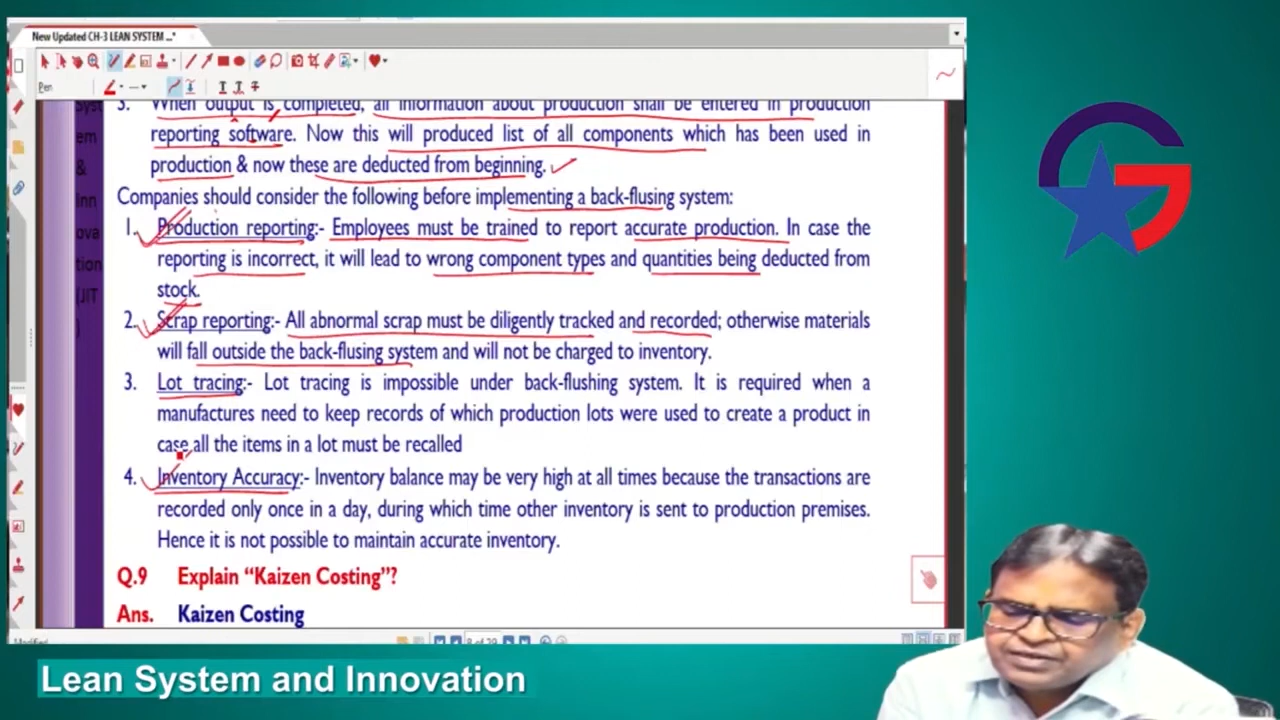 New Updated CH-3 LEAN SYSTEM ...*
Pen
3. When output is completed, all information about production shall be entered in production
reporting software. Now this will produced list of all components which has been used in
production & now these are deducted from beginning.
Companies should consider the following before implementing a back-flusing system:
1. Production reporting:- Employees must be trained to report accurate production. In case the
reporting is incorrect, it will lead to wrong component types and quantities being deducted from
stock.
2. Scrap reporting:- All abnormal scrap must be diligently tracked and recorded; otherwise materials
will fall outside the back-flusing system and will not be charged to inventory.
3. Lot tracing:- Lot tracing is impossible under back-flushing system. It is required when a
manufactures need to keep records of which production lots were used to create a product in
case all the items in a lot must be recalled
4. Inventory Accuracy:- Inventory balance may be very high at all times because the transactions are
recorded only once in a day, during which time other inventory is sent to production premises.
Hence it is not possible to maintain accurate inventory.
Q.9 Explain “Kaizen Costing”?
Ans. Kaizen Costing
em
&
Inn
ova
tion
(JIT
)
8 of 29
Lean System and Innovation